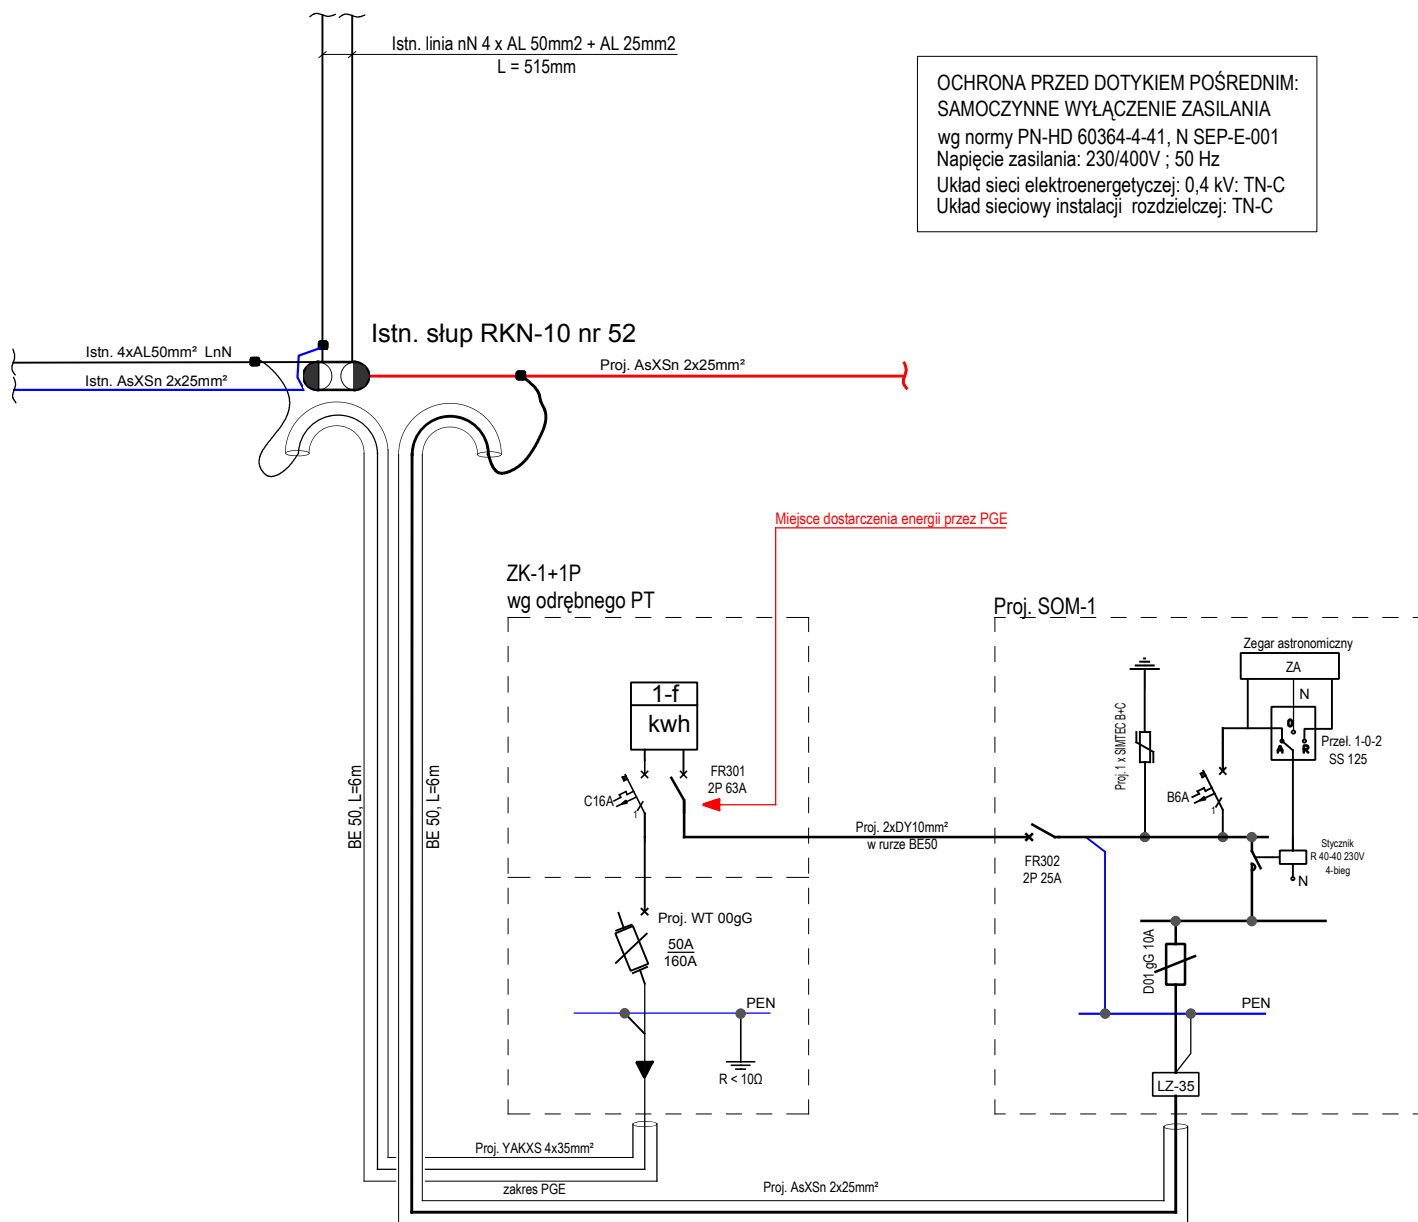 Istn. linia nN 4 x AL 50mm2 + AL 25mm2
L = 515mm
OCHRONA PRZED DOTYKIEM POŚREDNIM:
SAMOCZYNNE WYŁĄCZENIE ZASILANIA
wg normy PN-HD 60364-4-41, N SEP-E-001
Napięcie zasilania: 230/400V ; 50 Hz
Układ sieci elektroenergetyczej: 0,4 kV: TN-C
Układ sieciowy instalacji rozdzielczej: TN-C
Istn. słup RKN-10 nr 52
Istn. 4xAL50mm² LnN
Istn. AsXSn 2x25mm²
Proj. AsXSn 2x25mm²
Miejsce dostarczenia energii przez PGE
ZK-1+1P
wg odrębnego PT
Proj. SOM-1
Zegar astronomiczny
ZA
N
0
A
R
Przeł. 1-0-2
SS 125
1-f
kwh
FR301
2P 63A
C16A
1
Proj. 1 x SIMTEC B+C
B6A
1
BE 50, L=6m
BE 50, L=6m
Proj. 2xDY10mm²
w rurze BE50
FR302
2P 25A
Stycznik
R 40-40 230V
4-bieg
N
Proj. WT 00gG
50A
160A
D01 gG 10A
PEN
PEN
R < 10Ω
LZ-35
Proj. YAKXS 4x35mm²
zakres PGE
Proj. AsXSn 2x25mm²